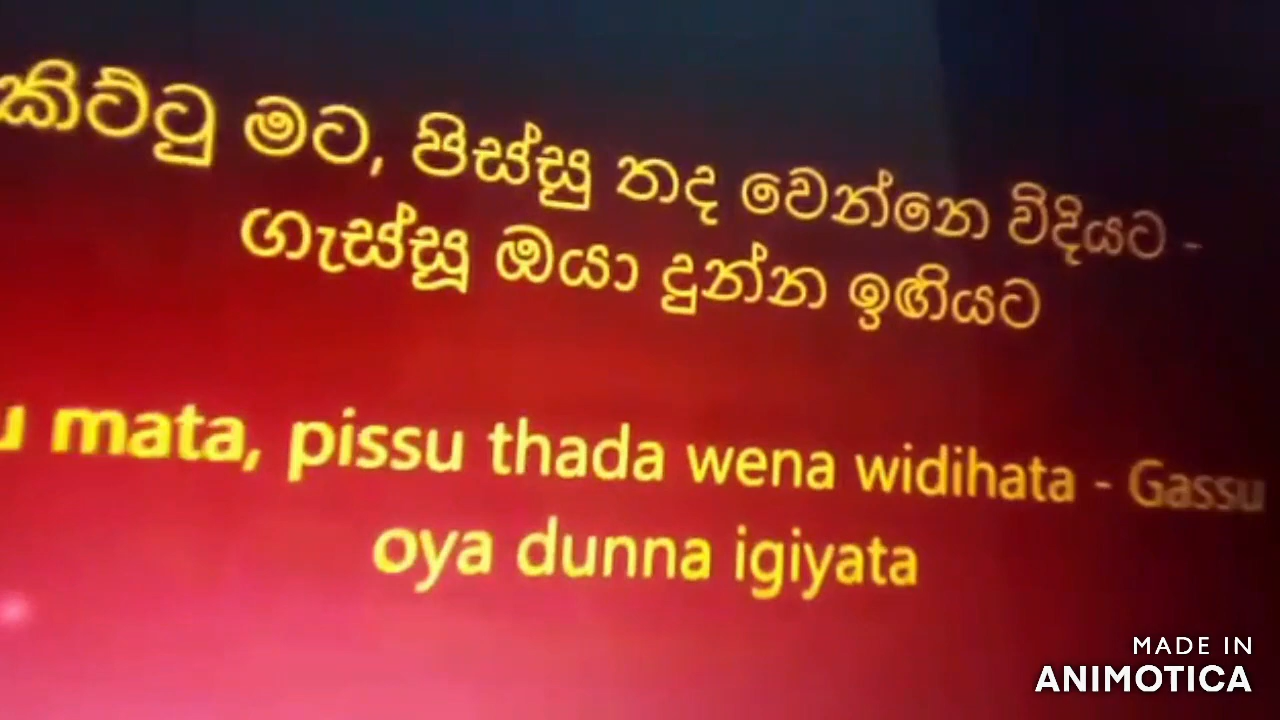 කිට්ටු මට, පිස්සු තද වෙන්නෙ විදියට -
ගැස්සූ ඔයා දුන්න ඉඟියට
mata, pissu thada wena widihata - Gassu
oya dunna igiyata
MADE IN
ANIMOTICA